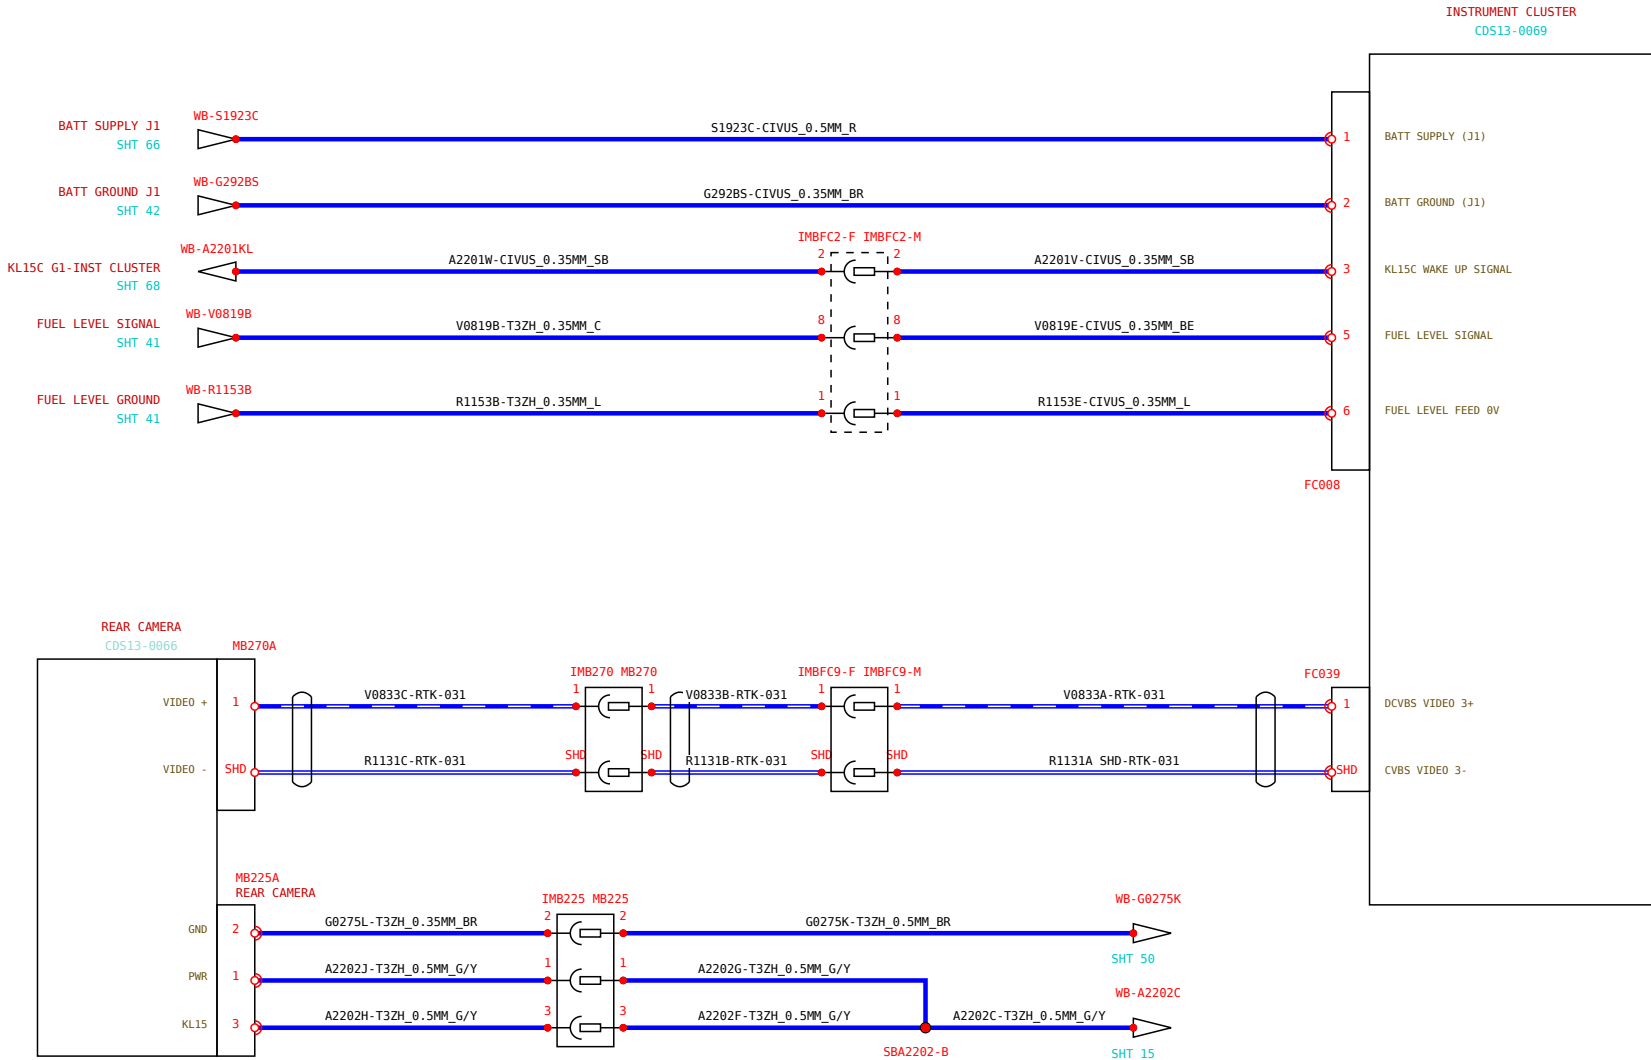 INSTRUMENT CLUSTER
CDS13-0069
WB-S1923C
BATT SUPPLY J1
SHT 66
S1923C-CIVUS_0.5MM_R
1
BATT SUPPLY (J1)
WB-G292BS
BATT GROUND J1
SHT 42
G292BS-CIVUS_0.35MM_BR
2
BATT GROUND (J1)
IMBFC2-F IMBFC2-M
WB-A2201KL
KL15C G1-INST CLUSTER
SHT 68
A2201W-CIVUS_0.35MM_SB
2
2
A2201V-CIVUS_0.35MM_SB
3
KL15C WAKE UP SIGNAL
WB-V0819B
FUEL LEVEL SIGNAL
SHT 41
V0819B-T3ZH_0.35MM_C
8
8
V0819E-CIVUS_0.35MM_BE
5
FUEL LEVEL SIGNAL
WB-R1153B
FUEL LEVEL GROUND
SHT 41
R1153B-T3ZH_0.35MM_L
1
1
R1153E-CIVUS_0.35MM_L
6
FUEL LEVEL FEED 0V
FC008
REAR CAMERA
CDS13-0066
MB270A
IMB270 MB270
IMBFC9-F IMBFC9-M
FC039
VIDEO +
1
V0833C-RTK-031
1
1
V0833B-RTK-031
1
1
V0833A-RTK-031
1
DCVBS VIDEO 3+
VIDEO -
SHD
R1131C-RTK-031
SHD
SHD
R1131B-RTK-031
SHD
SHD
R1131A SHD-RTK-031
SHD
CVBS VIDEO 3-
MB225A
REAR CAMERA
IMB225 MB225
WB-G0275K
GND
2
G0275L-T3ZH_0.35MM_BR
2
2
G0275K-T3ZH_0.5MM_BR
SHT 50
PWR
1
A2202J-T3ZH_0.5MM_G/Y
1
1
A2202G-T3ZH_0.5MM_G/Y
WB-A2202C
KL15
3
A2202H-T3ZH_0.5MM_G/Y
3
3
A2202F-T3ZH_0.5MM_G/Y
A2202C-T3ZH_0.5MM_G/Y
SBA2202-B
SHT 15